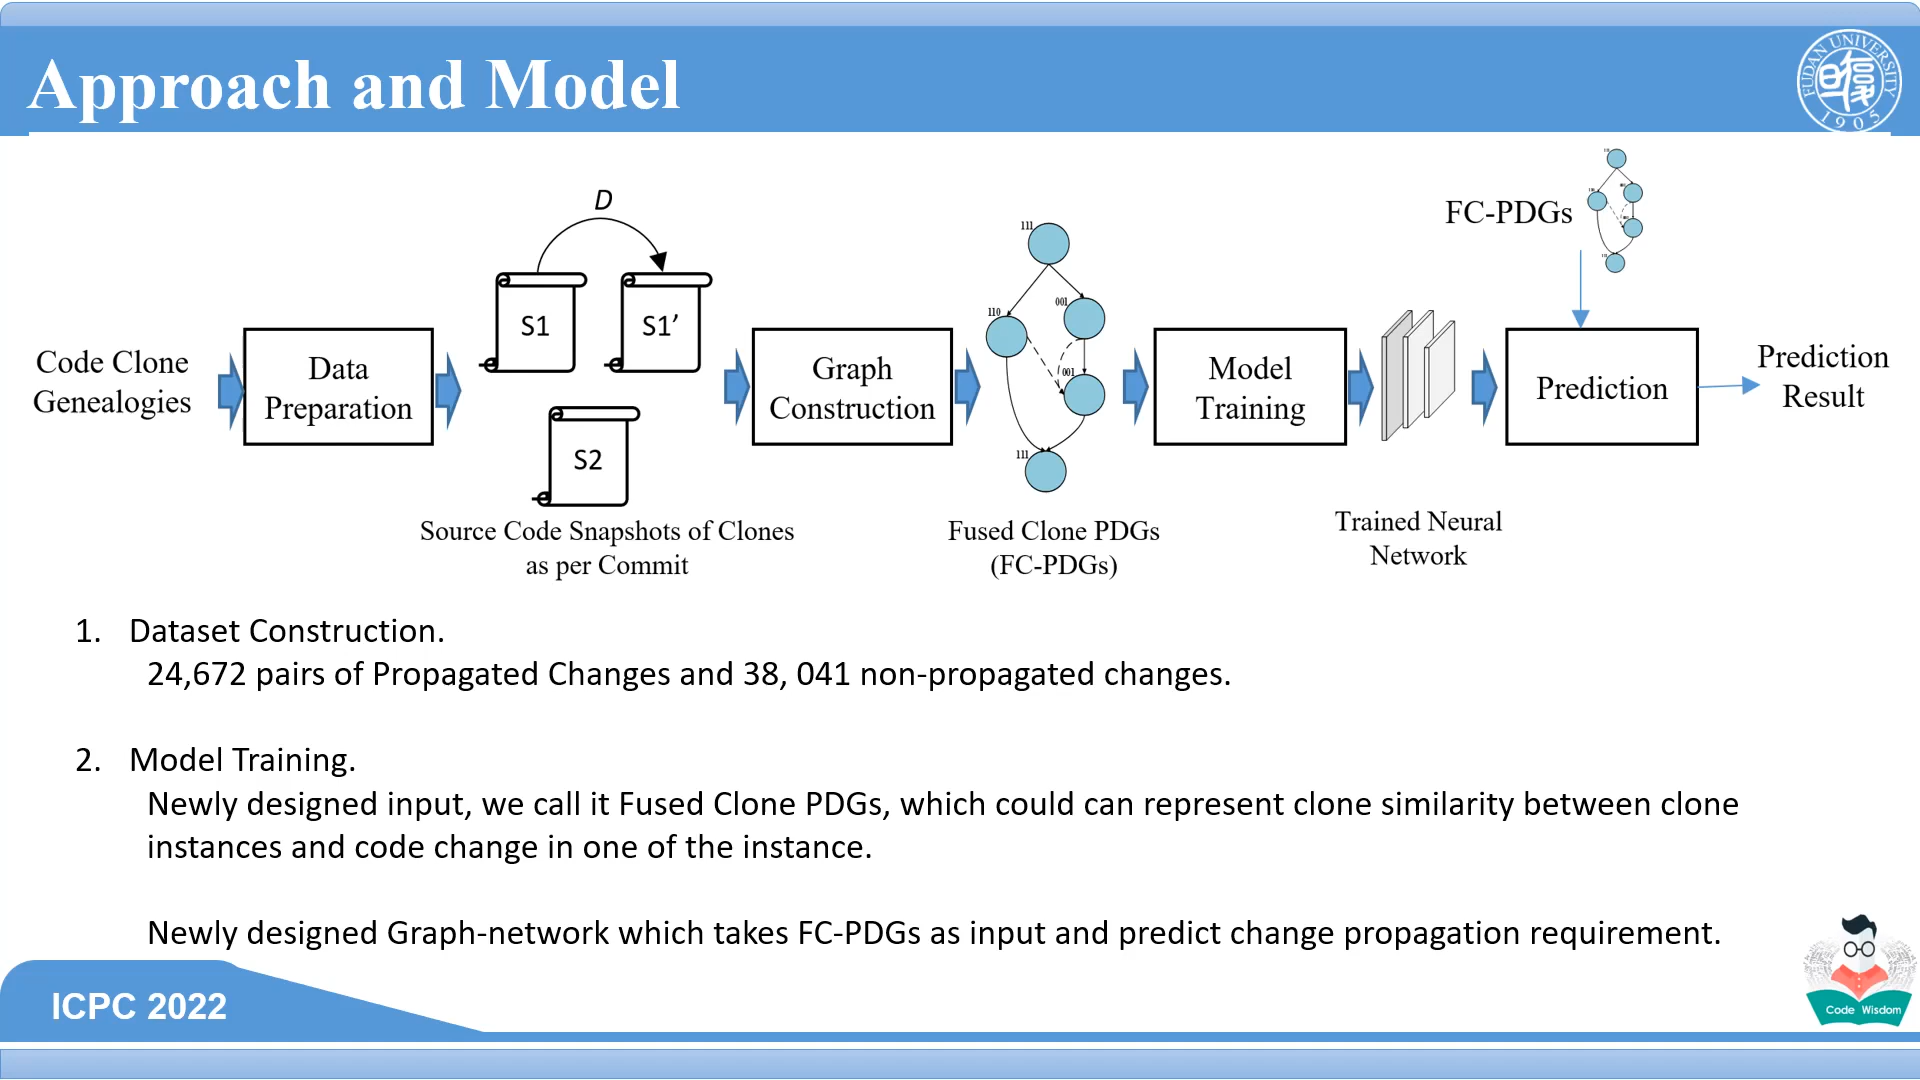 Approach and Model
FUDAN UNIVERSITY
1905
D
S1
S1’
S2
Code Clone
Genealogies
Data
Preparation
Source Code Snapshots of Clones
as per Commit
Graph
Construction
111
110
001
001
111
Fused Clone PDGs
(FC-PDGs)
Model
Training
Trained Neural
Network
FC-PDGs
Prediction
Prediction
Result
1. Dataset Construction.
24,672 pairs of Propagated Changes and 38, 041 non-propagated changes.
2. Model Training.
Newly designed input, we call it Fused Clone PDGs, which could can represent clone similarity between clone
instances and code change in one of the instance.
Newly designed Graph-network which takes FC-PDGs as input and predict change propagation requirement.
ICPC 2022
Code Wisdom